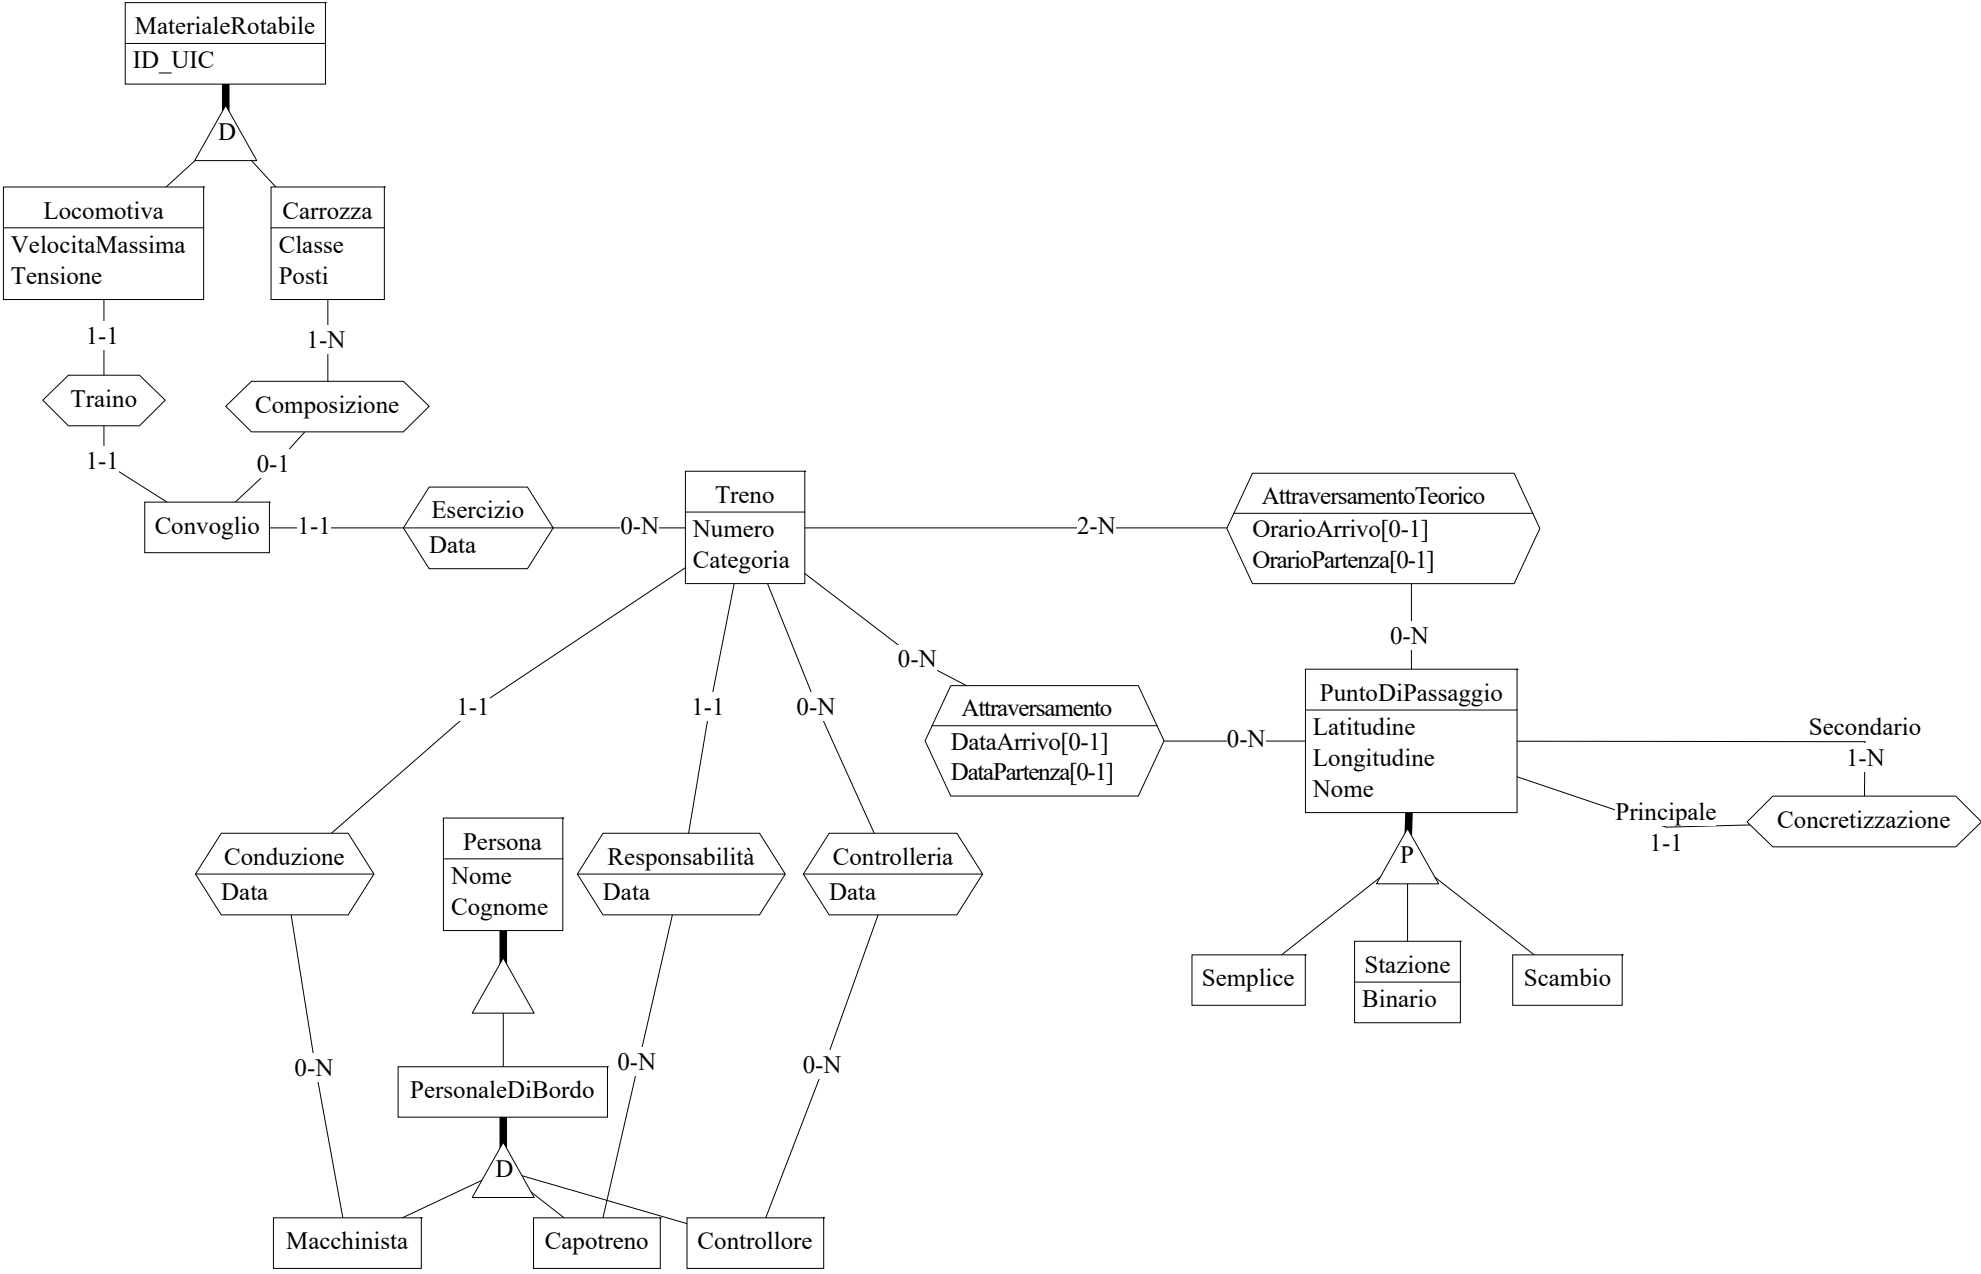 MaterialeRotabile
ID_UIC
D
Locomotiva
VelocitaMassima
Tensione
Carrozza
Classe
Posti
1-1
1-N
Traino
Composizione
1-1
0-1
Convoglio
1-1
Esercizio
Data
0-N
Treno
Numero
Categoria
2-N
AttraversamentoTeorico
OrarioArrivo[0-1]
OrarioPartenza[0-1]
0-N
0-N
1-1
1-1
0-N
Attraversamento
DataArrivo[0-1]
DataPartenza[0-1]
0-N
PuntoDiPassaggio
Latitudine
Longitudine
Nome
Secondario
1-N
Principale
1-1
Concretizzazione
P
Semplice
Stazione
Binario
Scambio
Conduzione
Data
Persona
Nome
Cognome
Responsabilità
Data
Controlleria
Data
0-N
0-N
0-N
PersonaleDiBordo
D
Macchinista
Capotreno
Controllore